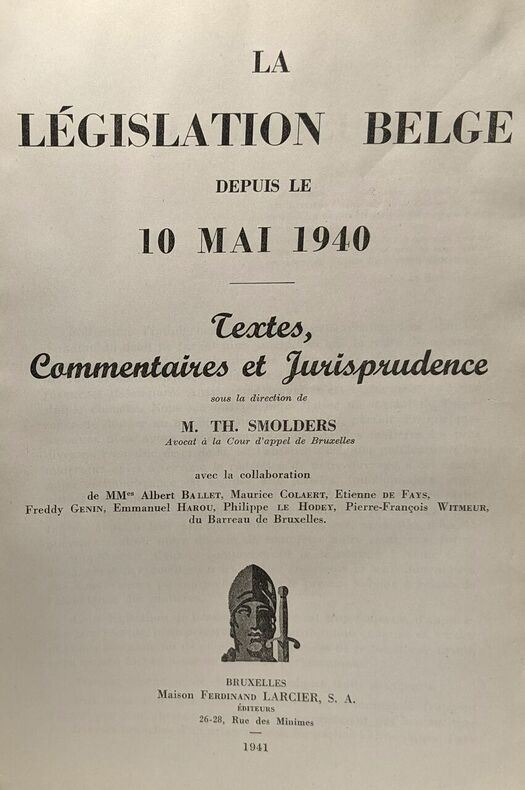 LA
LÉGISLATION BELGE
DEPUIS LE
10 MAI 1940
Textes,
Commentaires et Jurisprudence
sous la direction de
M. TH. SMOLDERS
Avocat à la Cour d'appel de Bruxelles
avec la collaboration
de MMes Albert BALLET, Maurice COLAERT, Etienne DE FAYS,
Freddy GENIN, Emmanuel HAROU, Philippe LE HODEY, Pierre-François WITMEUR,
du Barreau de Bruxelles.
BRUXELLES
Maison FERDINAND LARCIER, S. A.
ÉDITEURS
26-28, Rue des Minimes
1941